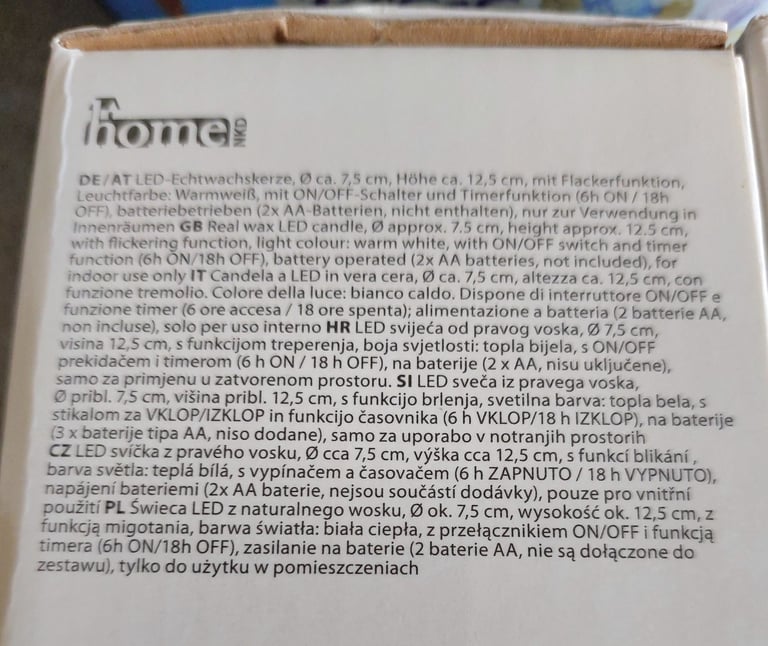 home NKD
DE/AT LED-Echtwachskerze, Ø ca. 7,5 cm, Höhe ca. 12,5 cm, mit Flackerfunktion,
Leuchtfarbe: Warmweiß, mit ON/OFF-Schalter und Timerfunktion (6h ON / 18h
OFF), batteriebetrieben (2x AA-Batterien, nicht enthalten), nur zur Verwendung in
Innenräumen GB Real wax LED candle, Ø approx. 7.5 cm, height approx. 12.5 cm,
with flickering function, light colour: warm white, with ON/OFF switch and timer
function (6h ON/18h OFF), battery operated (2x AA batteries, not included), for
indoor use only IT Candela a LED in vera cera, Ø ca. 7,5 cm, altezza ca. 12,5 cm, con
funzione tremolio. Colore della luce: bianco caldo. Dispone di interruttore ON/OFF e
funzione timer (6 ore accesa / 18 ore spenta); alimentazione a batteria (2 batterie AA,
non incluse), solo per uso interno HR LED svijeća od pravog voska, Ø 7,5 cm,
visina 12,5 cm, s funkcijom treperenja, boja svjetlosti: topla bijela, s ON/OFF
prekidačem i timerom (6 h ON / 18 h OFF), na baterije (2 x AA, nisu uključene),
samo za primjenu u zatvorenom prostoru. SI LED sveča iz pravega voska,
Ø pribl. 7,5 cm, višina pribl. 12,5 cm, s funkcijo brlenja, svetilna barva: topla bela, s
stikalom za VKLOP/IZKLOP in funkcijo časovnika (6 h VKLOP/18 h IZKLOP), na baterije
(3 x baterije tipa AA, niso dodane), samo za uporabo v notranjih prostorih
CZ LED svíčka z pravého vosku, Ø cca 7,5 cm, výška cca 12,5 cm, s funkcí blikání ,
barva světla: teplá bílá, s vypínačem a časovačem (6 h ZAPNUTO / 18 h VYPNUTO),
napájení bateriemi (2x AA baterie, nejsou součástí dodávky), pouze pro vnitřní
použití PL Świeca LED z naturalnego wosku, Ø ok. 7,5 cm, wysokość ok. 12,5 cm, z
funkcją migotania, barwa światła: biała ciepła, z przełącznikiem ON/OFF i funkcją
timera (6h ON/18h OFF), zasilanie na baterie (2 baterie AA, nie są dołączone do
zestawu), tylko do użytku w pomieszczeniach